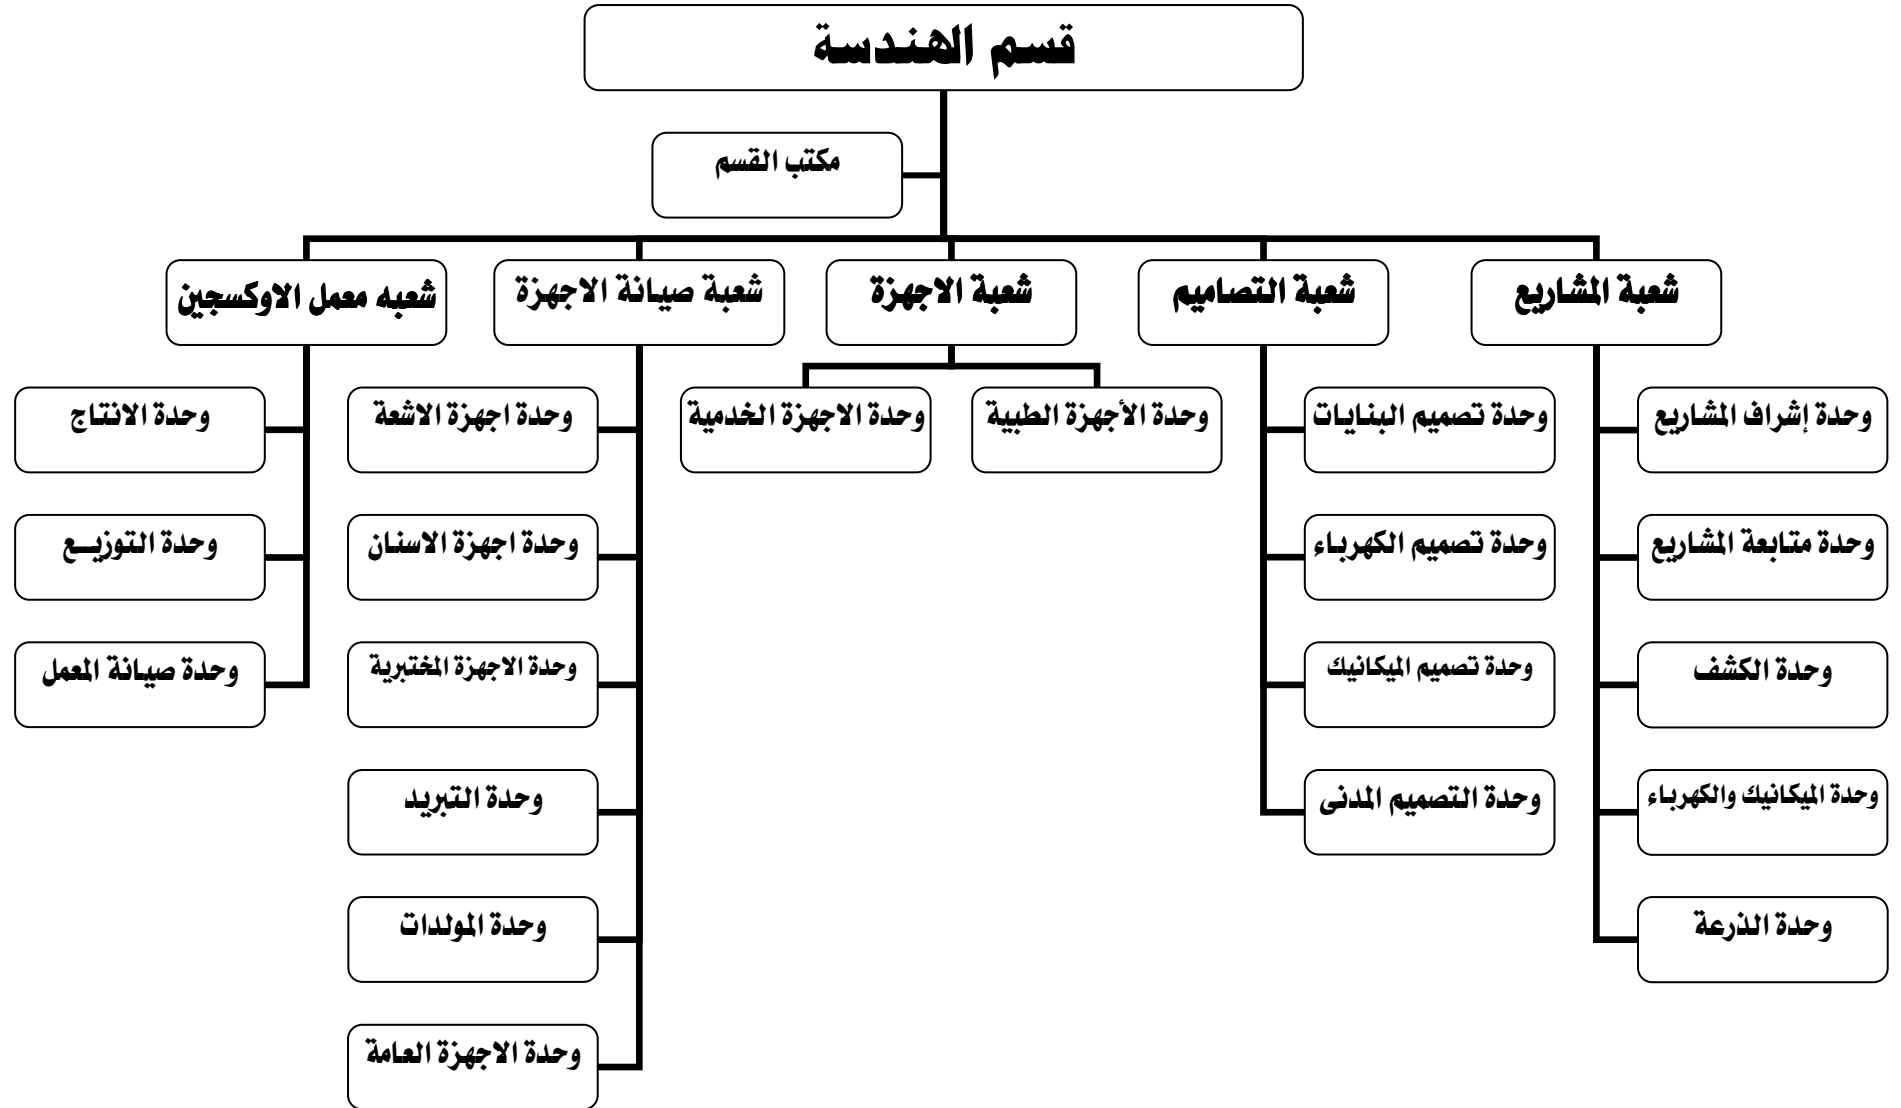 قسم الهندسة
مكتب القسم
شعبة المشاريع
شعبة التصاميم
شعبة الاجهزة
شعبة صيانة الاجهزة
شعبه معمل الاوكسجين
وحدة إشراف المشاريع
وحدة تصميم البنايات
وحدة الأجهزة الطبية
وحدة الاجهزة الخدمية
وحدة اجهزة الاشعة
وحدة الانتاج
وحدة متابعة المشاريع
وحدة تصميم الكهرباء
وحدة اجهزة الاسنان
وحدة التوزيـــع
وحدة الكشف
وحدة تصميم الميكانيك
وحدة الاجهزة المختبرية
وحدة صيانة المعمل
وحدة الميكانيك والكهرباء
وحدة التصميم المدنى
وحدة التبريد
وحدة الذرعة
وحدة المولدات
وحدة الاجهزة العامة